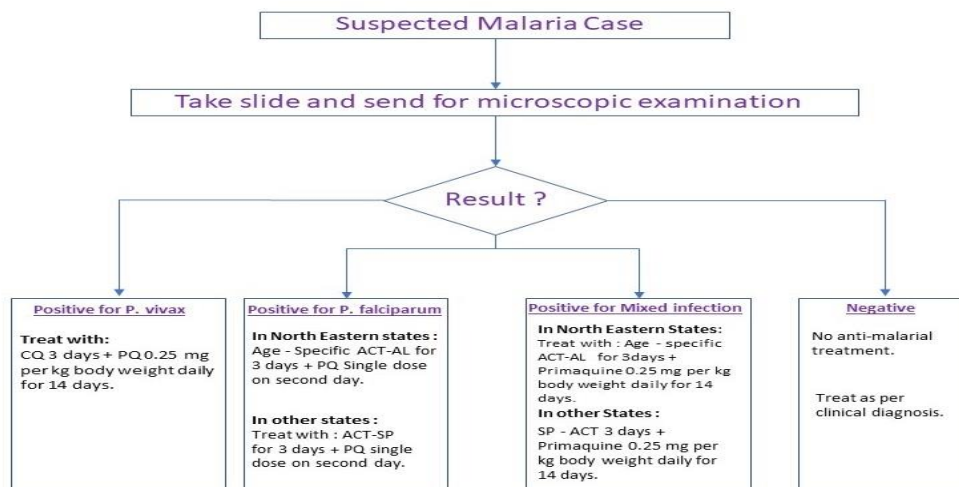 Suspected Malaria Case
Take slide and send for microscopic examination
Result ?
Positive for P. vivax
Treat with:
CQ 3 days + PQ 0.25 mg
per kg body weight daily
for 14 days.
Positive for P. falciparum
In North Eastern states :
Age - Specific ACT-AL for
3 days + PQ Single dose
on second day.
In other states :
Treat with : ACT-SP
for 3 days + PQ single
dose on second day.
Positive for Mixed infection
In North Eastern States:
Treat with : Age - specific
ACT-AL for 3days +
Primaquine 0.25 mg per kg
body weight daily for 14
days.
In other States :
SP - ACT 3 days +
Primaquine 0.25 mg per
kg body weight daily for
14 days.
Negative
No anti-malarial
treatment.
Treat as per
clinical diagnosis.